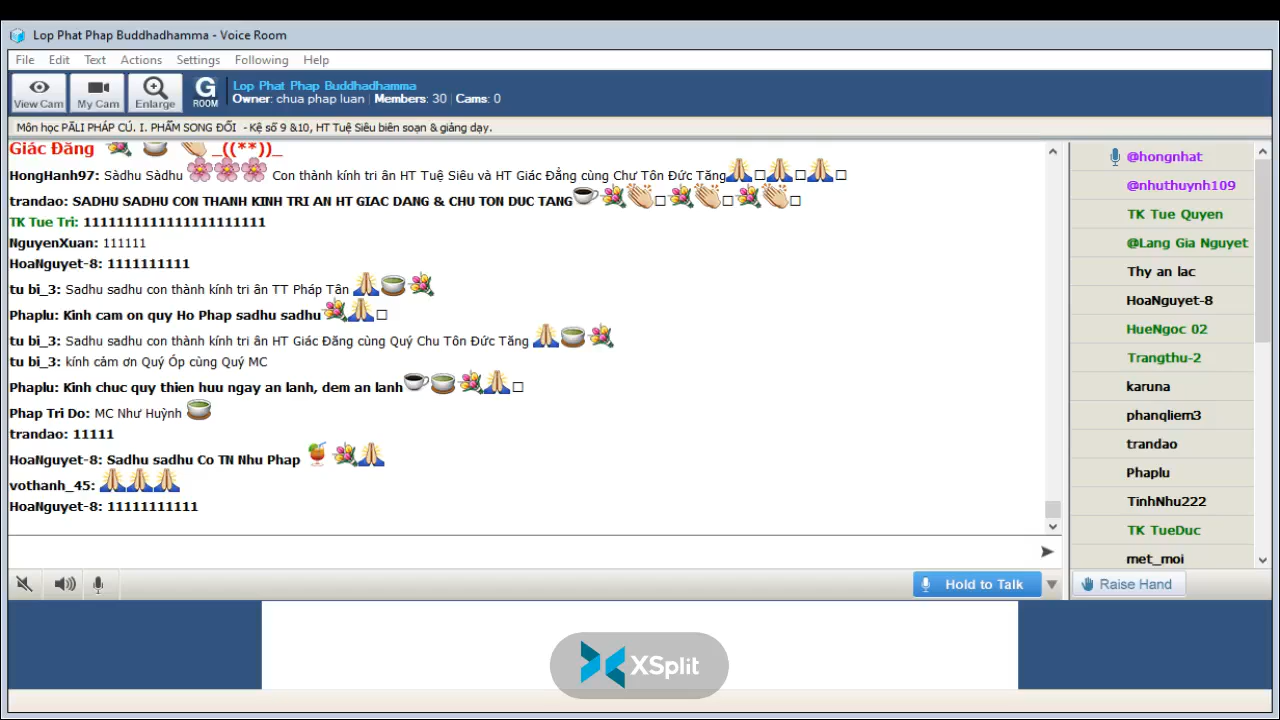 Lop Phat Phap Buddhadhamma - Voice Room
File Edit Text Actions Settings Following Help
View Cam My Cam Enlarge G ROOM
Lop Phat Phap Buddhadhamma
Owner: chua phap luan | Members: 30 | Cams: 0
Môn học PĀLI PHÁP CÚ. I. PHẨM SONG ĐỐI - Kệ số 9 &10, HT Tuệ Siêu biên soạn & giảng dạy.
Giác Đăng _((**))_
HongHanh97: Sàdhu Sàdhu Con thành kính tri ân HT Tuệ Siêu và HT Giác Đẳng cùng Chư Tôn Đức Tăng
trandao: SADHU SADHU CON THANH KINH TRI AN HT GIAC DANG & CHU TON DUC TANG
TK Tue Tri: 1111111111111111111111
NguyenXuan: 111111
HoaNguyet-8: 1111111111
tu bi_3: Sadhu sadhu con thành kính tri ân TT Pháp Tân
Phaplu: Kinh cam on quy Ho Phap sadhu sadhu
tu bi_3: Sadhu sadhu con thành kính tri ân HT Giác Đăng cùng Quý Chu Tôn Đức Tăng
tu bi_3: kính cảm ơn Quý Óp cùng Quý MC
Phaplu: Kinh chuc quy thien huu ngay an lanh, dem an lanh
Phap Tri Do: MC Như Huỳnh
trandao: 11111
HoaNguyet-8: Sadhu sadhu Co TN Nhu Phap
vothanh_45:
HoaNguyet-8: 11111111111
@hongnhat
@nhuthuynh109
TK Tue Quyen
@Lang Gia Nguyet
Thy an lac
HoaNguyet-8
HueNgoc 02
Trangthu-2
karuna
phanqliem3
trandao
Phaplu
TinhNhu222
TK TueDuc
met_moi
Hold to Talk
Raise Hand
XSplit